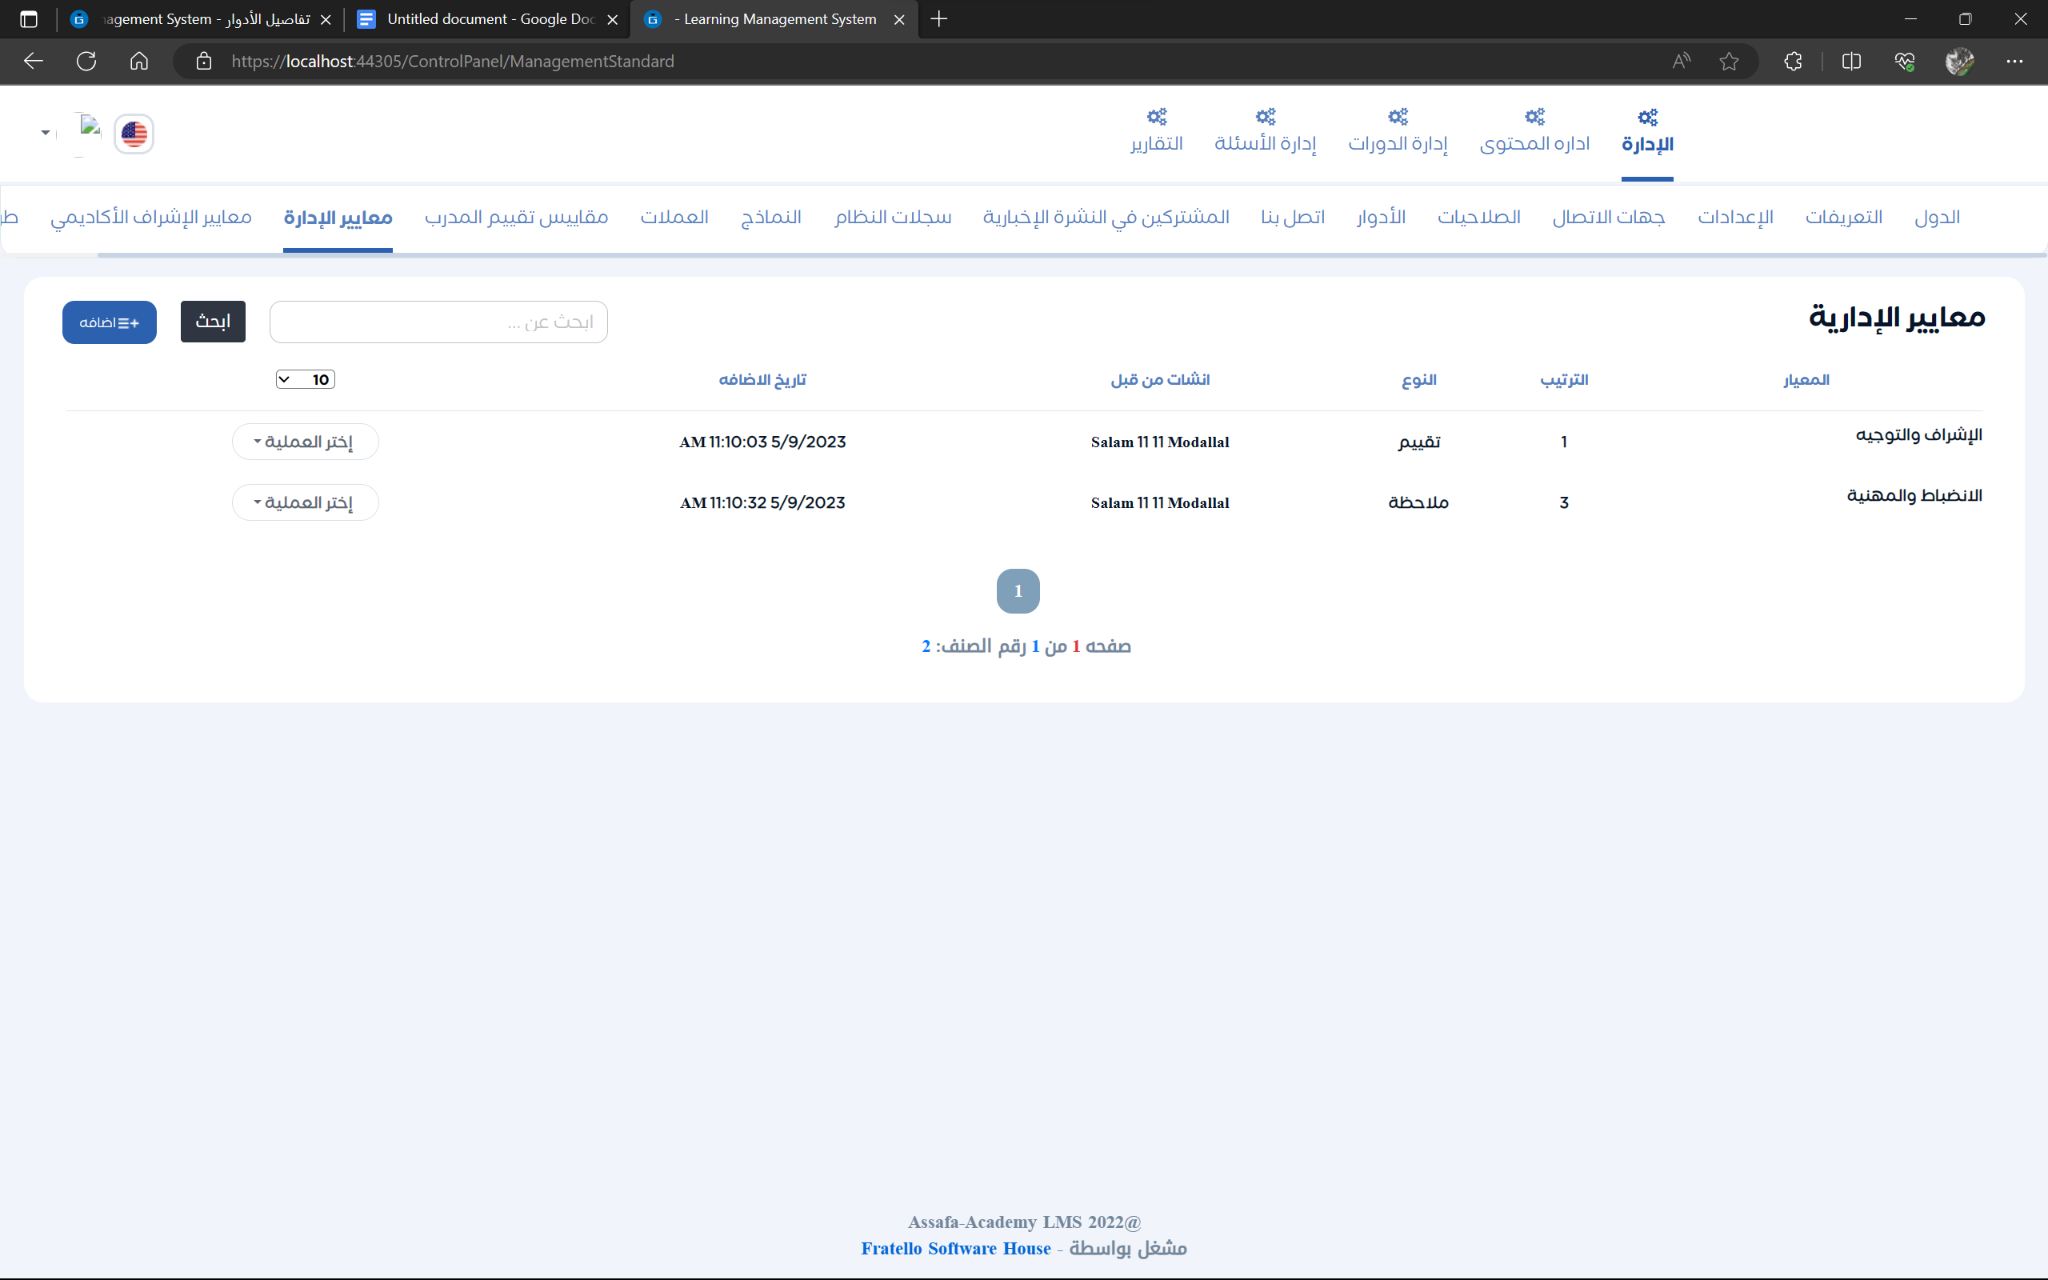 agement System - تفاصيل الأدوار
Untitled document - Google Doc
- Learning Management System
https://localhost:44305/ControlPanel/ManagementStandard
الإدارة
اداره المحتوى
إدارة الدورات
إدارة الأسئلة
التقارير
الدول
التعريفات
الإعدادات
جهات الاتصال
الصلاحيات
الأدوار
اتصل بنا
المشتركين في النشرة الإخبارية
سجلات النظام
النماذج
العملات
مقاييس تقييم المدرب
معايير الإدارة
معايير الإشراف الأكاديمي
معايير الإدارية
ابحث عن ...
ابحث
اضافه
المعيار الترتيب النوع انشات من قبل تاريخ الاضافه 10
الإشراف والتوجيه 1 تقييم Salam 11 11 Modallal 5/9/2023 11:10:03 AM إختر العملية
الانضباط والمهنية 3 ملاحظة Salam 11 11 Modallal 5/9/2023 11:10:32 AM إختر العملية
1
صفحه 1 من 1 رقم الصنف: 2
Assafa-Academy LMS 2022@
مشغل بواسطة - Fratello Software House